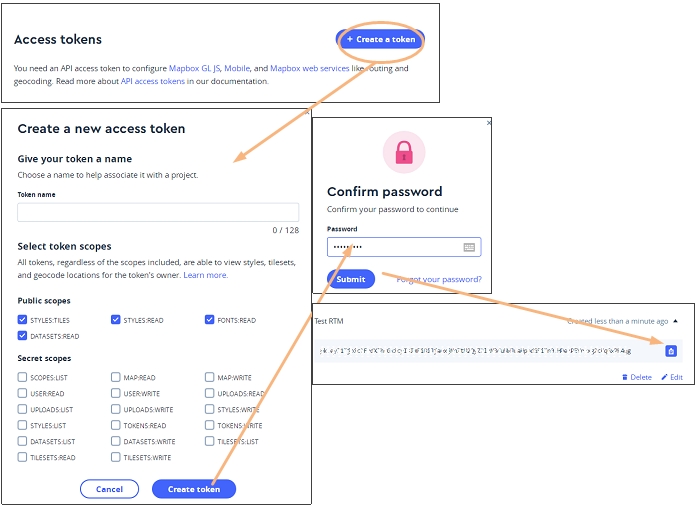 Access tokens
+ Create a token
You need an API access token to configure Mapbox GL JS, Mobile, and Mapbox web services like routing and
geocoding. Read more about API access tokens in our documentation.
Create a new access token
Give your token a name
Choose a name to help associate it with a project.
Token name
0 / 128
Select token scopes
All tokens, regardless of the scopes included, are able to view styles, tilesets,
and geocode locations for the token's owner. Learn more.
Public scopes
STYLES:TILES STYLES:READ FONTS:READ
DATASETS:READ
Secret scopes
SCOPES:LIST MAP:READ MAP:WRITE
USER:READ USER:WRITE UPLOADS:READ
UPLOADS:LIST UPLOADS:WRITE STYLES:WRITE
STYLES:LIST TOKENS:READ TOKENS:WRITE
DATASETS:LIST DATASETS:WRITE TILESETS:LIST
TILESETS:READ TILESETS:WRITE
Cancel Create token
Confirm password
Confirm your password to continue
Password
•••••••••
Submit Forgot your password?
Test RTM Created less than a minute ago
Delete Edit